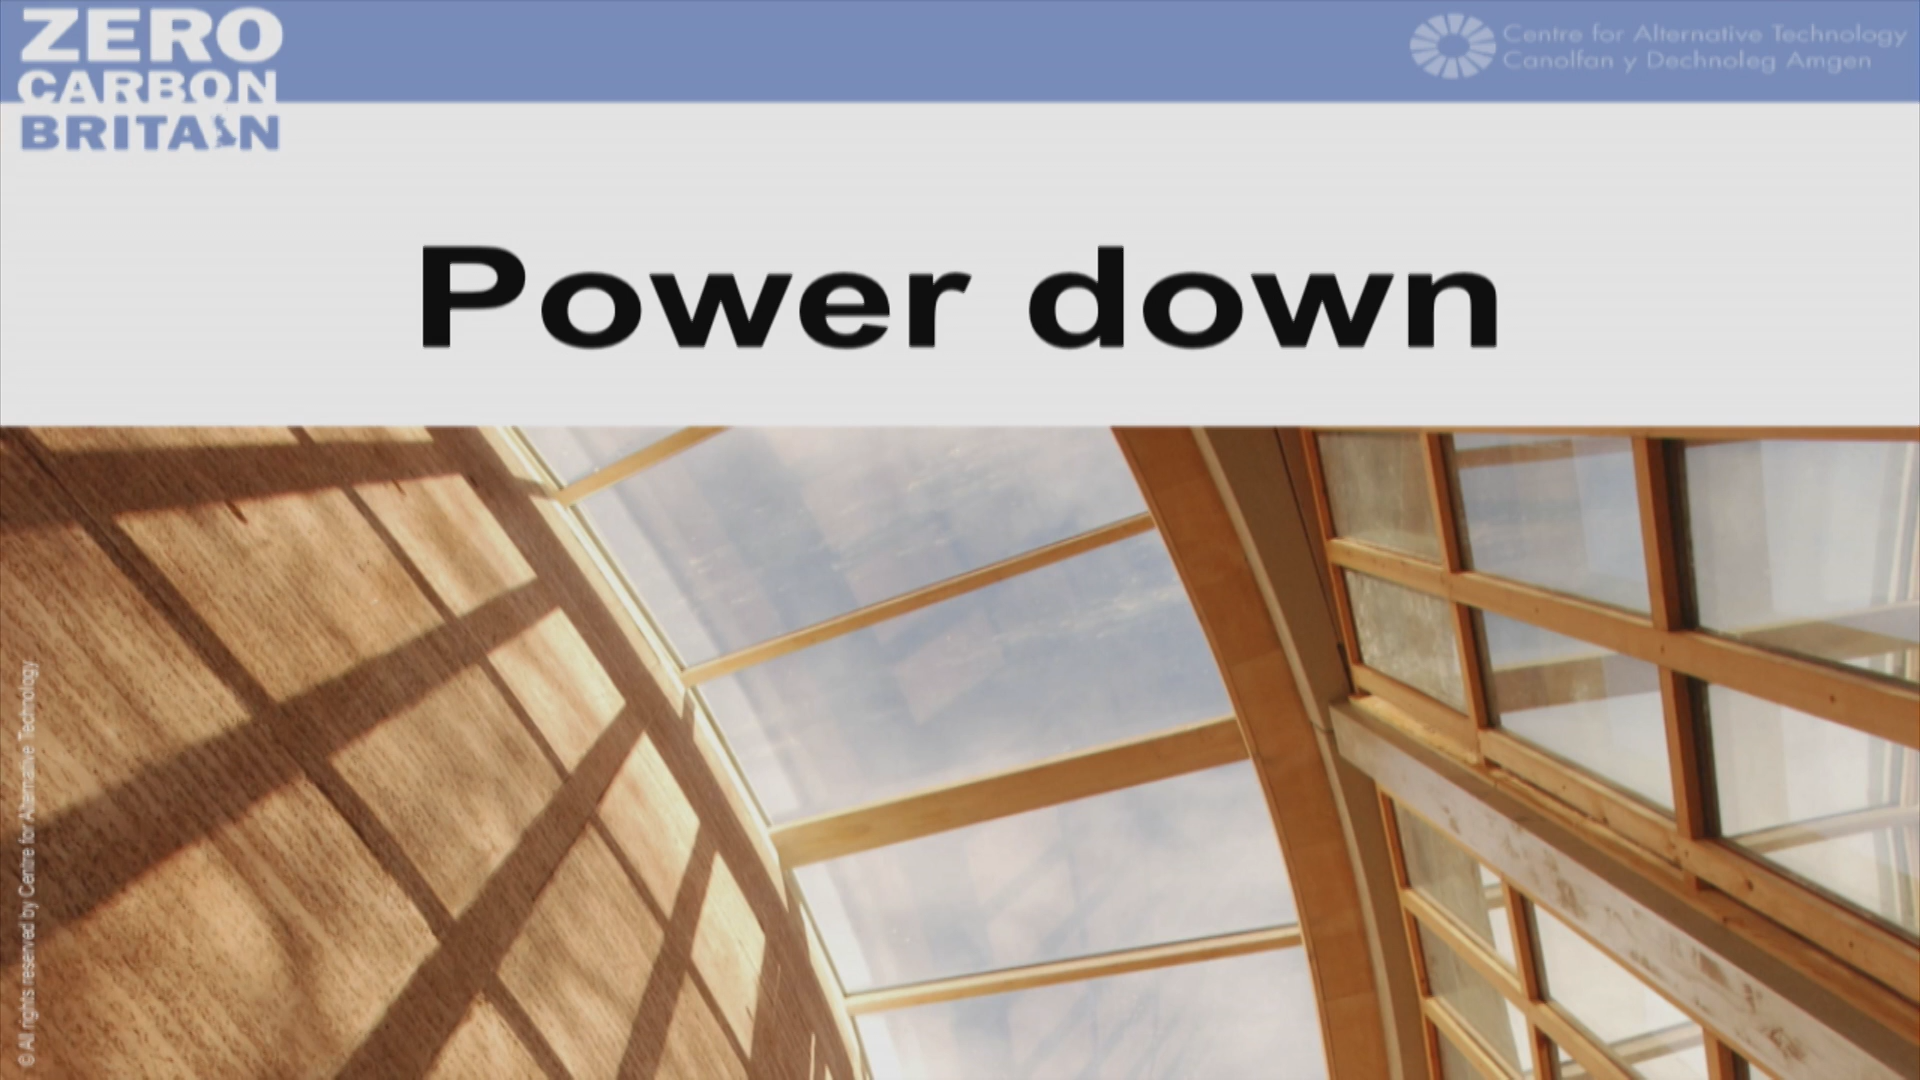 ZERO
CARBON
BRITAIN
Centre for Alternative Technology
Canolfan y Dechnoleg Amgen
Power down
© All rights reserved by Centre for Alternative Technology